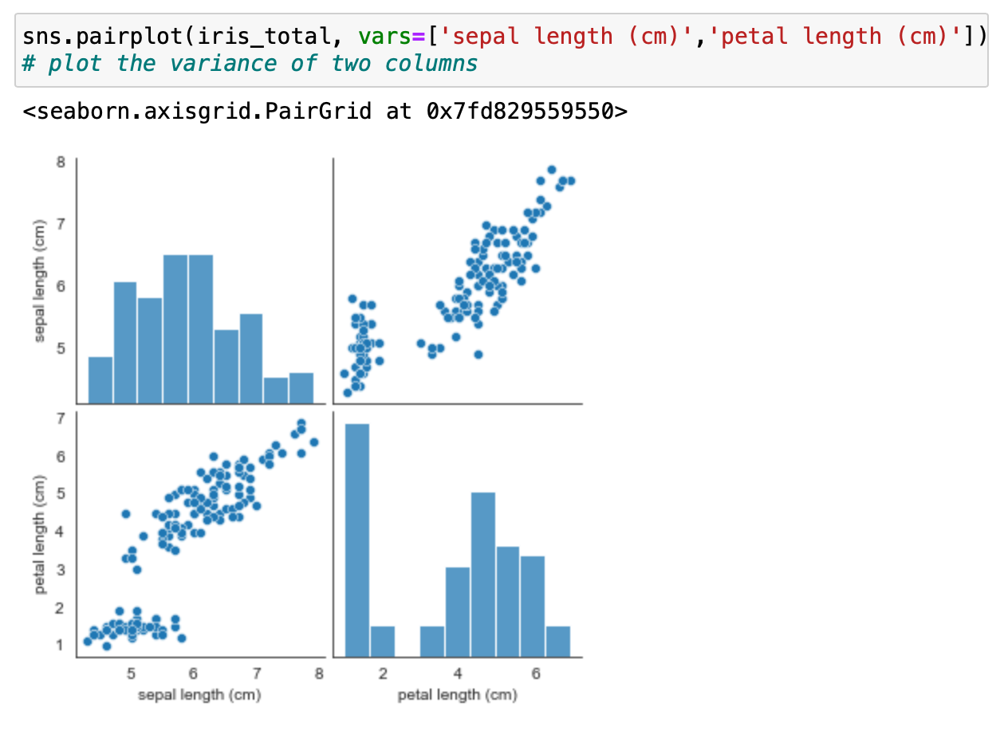 sns.pairplot(iris_total, vars=['sepal length (cm)','petal length (cm)'])
# plot the variance of two columns
<seaborn.axisgrid.PairGrid at 0x7fd829559550>
8
7
6
5
sepal length (cm)
7
6
5
4
3
2
1
petal length (cm)
5 6 7 8
2 4 6
sepal length (cm)
petal length (cm)